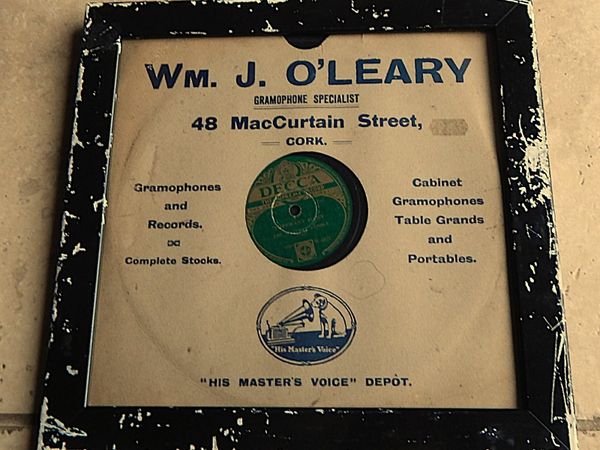 WM. J. O'LEARY
GRAMOPHONE SPECIALIST
48 MacCurtain Street,
CORK.
Gramophones
and
Records.
Complete Stocks.
DECCA
Cabinet
Gramophones
Table Grands
and
Portables.
"His Master's Voice"
"HIS MASTER'S VOICE" DEPÔT.